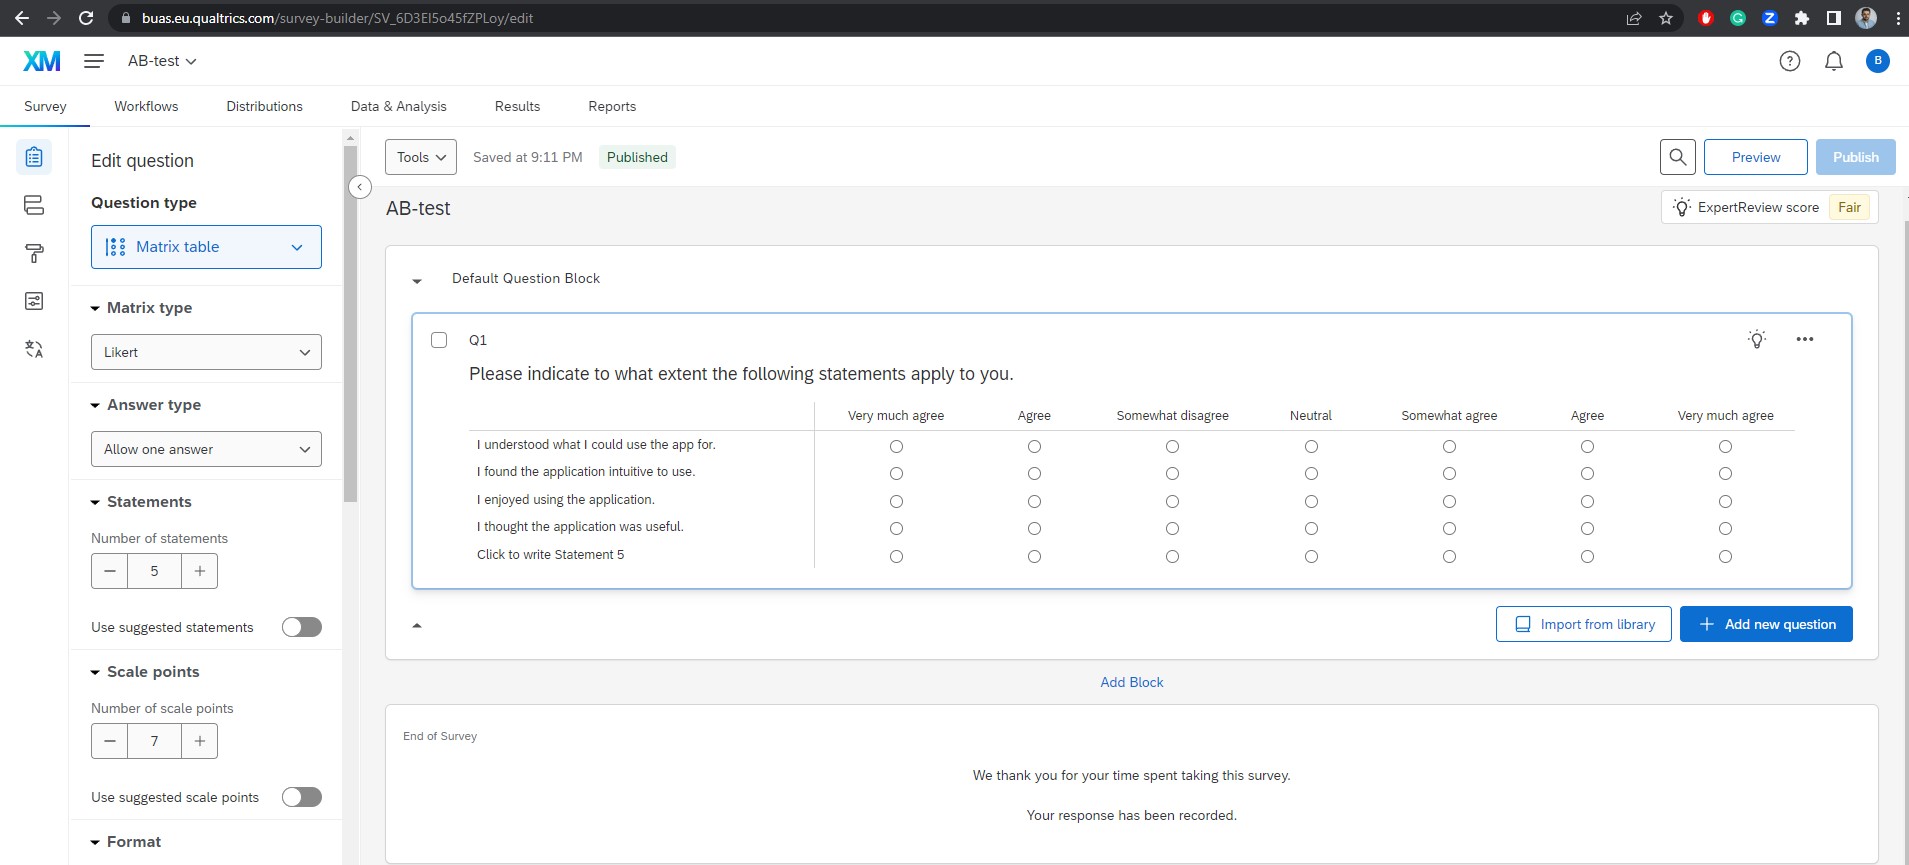 buas.eu.qualtrics.com/survey-builder/SV_6D3EI5o45fZPLoy/edit
XM
AB-test
?
B
Survey
Workflows
Distributions
Data & Analysis
Results
Reports
Edit question
Question type
Matrix table
Matrix type
Likert
Answer type
Allow one answer
Statements
Number of statements
5
Use suggested statements
Scale points
Number of scale points
7
Use suggested scale points
Format
Tools
Saved at 9:11 PM
Published
Preview
Publish
AB-test
ExpertReview score Fair
Default Question Block
Q1
Please indicate to what extent the following statements apply to you.
Very much agree Agree Somewhat disagree Neutral Somewhat agree Agree Very much agree
I understood what I could use the app for.
I found the application intuitive to use.
I enjoyed using the application.
I thought the application was useful.
Click to write Statement 5
Import from library
Add new question
Add Block
End of Survey
We thank you for your time spent taking this survey.
Your response has been recorded.